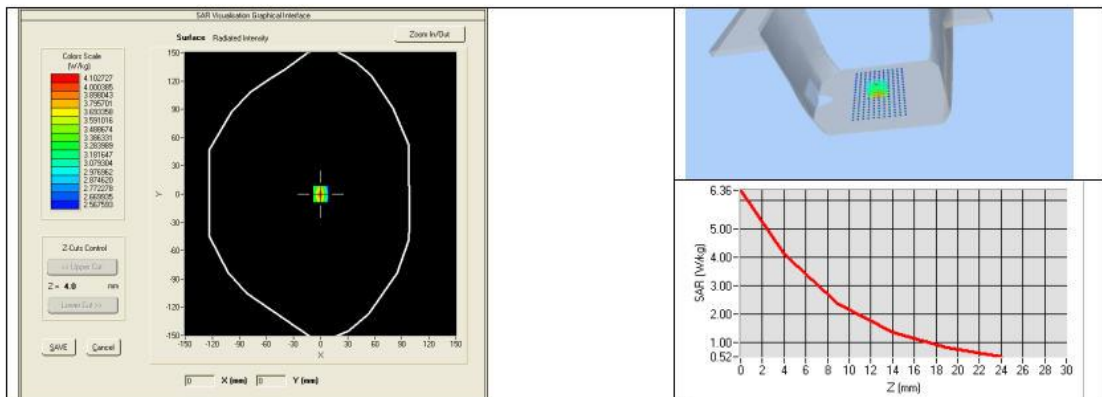 SAR Visualisation Graphical Interface
Surface Radiated Intensity
Zoom In/Out
Colors Scale
(W/kg)
4.102727
4.000385
3.898043
3.795701
3.693358
3.591016
3.488674
3.386331
3.283989
3.181647
3.079304
2.976962
2.874620
2.772278
2.669935
2.567593
Z-Cuts Control
<< Upper Cut
Z = 4.0 mm
Lower Cut >>
SAVE Cancel
150
120
90
60
30
0
-30
-60
-90
-120
-150
Y
-150 -120 -90 -60 -30 0 30 60 90 120 150
X
0 X (mm) 0 Y (mm)
6.36
5.00
4.00
3.00
2.00
1.00
0.52
SAR (W/kg)
0 2 4 6 8 10 12 14 16 18 20 22 24 26 28 30
Z (mm)